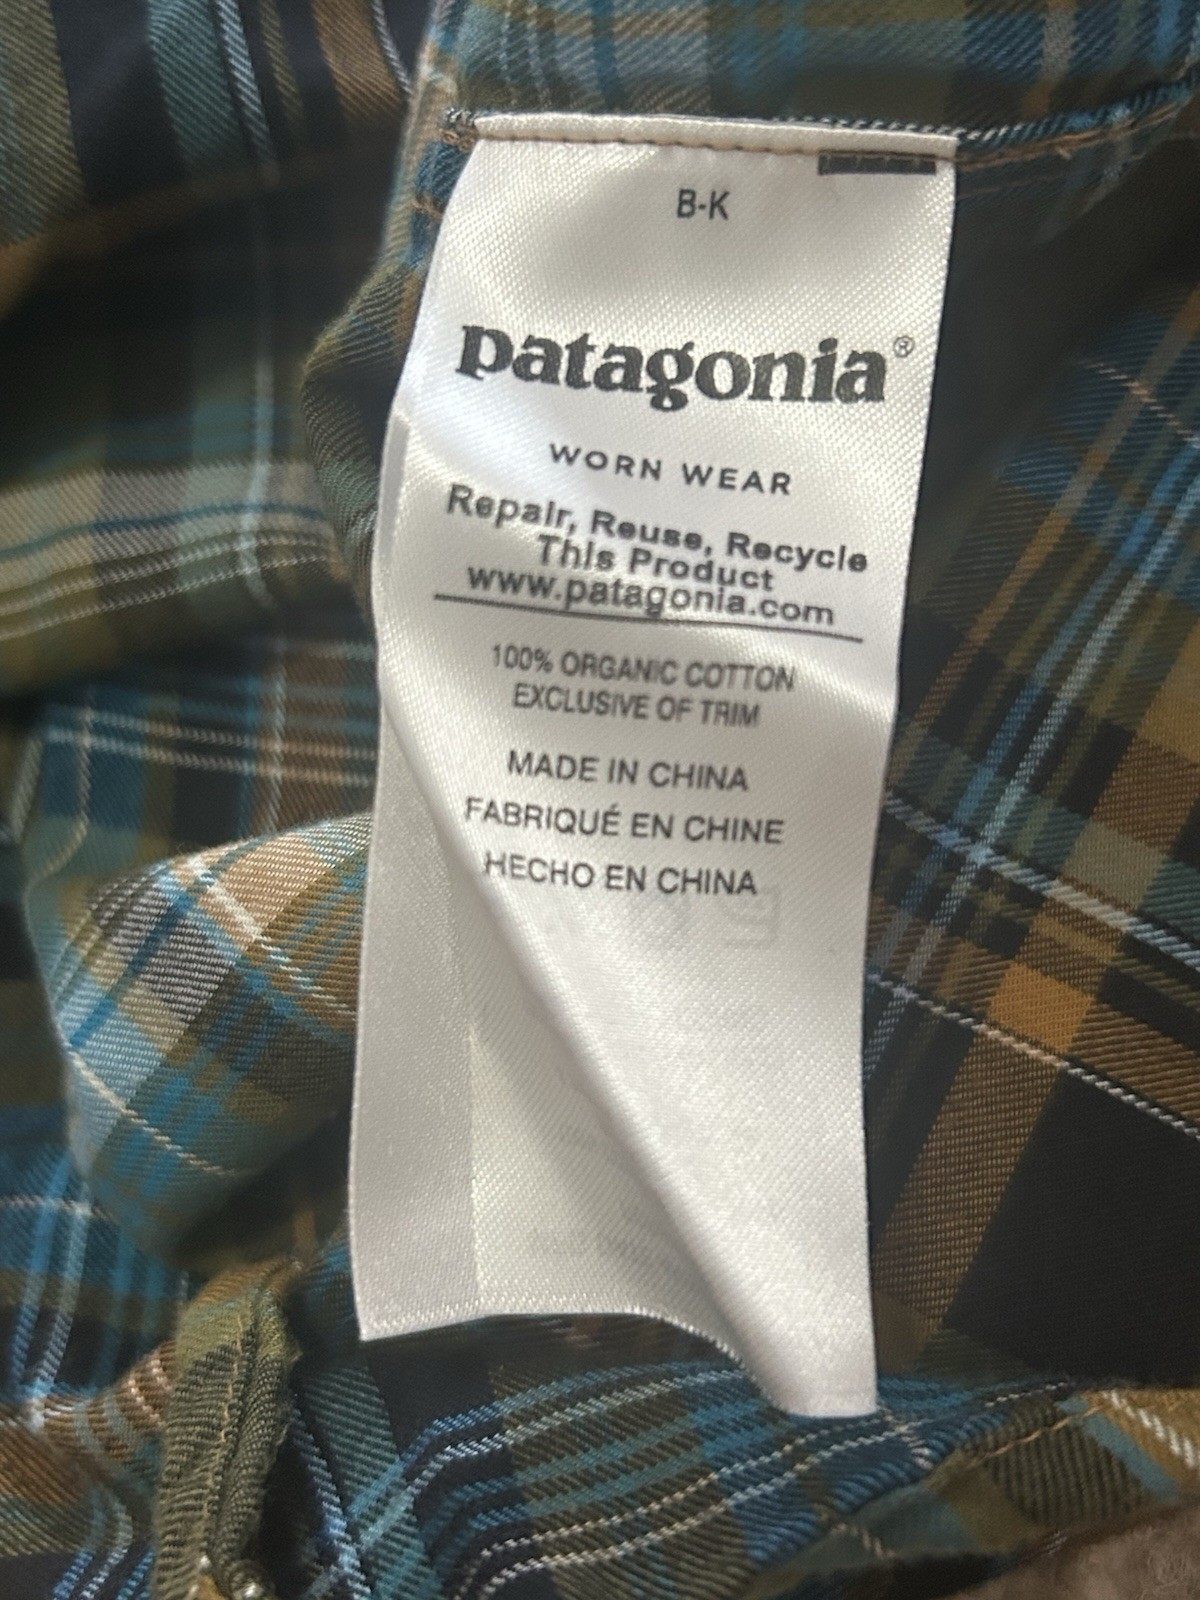 B-K
patagonia®
WORN WEAR
Repair, Reuse, Recycle
This Product
www.patagonia.com
100% ORGANIC COTTON
EXCLUSIVE OF TRIM
MADE IN CHINA
FABRIQUÉ EN CHINE
HECHO EN CHINA